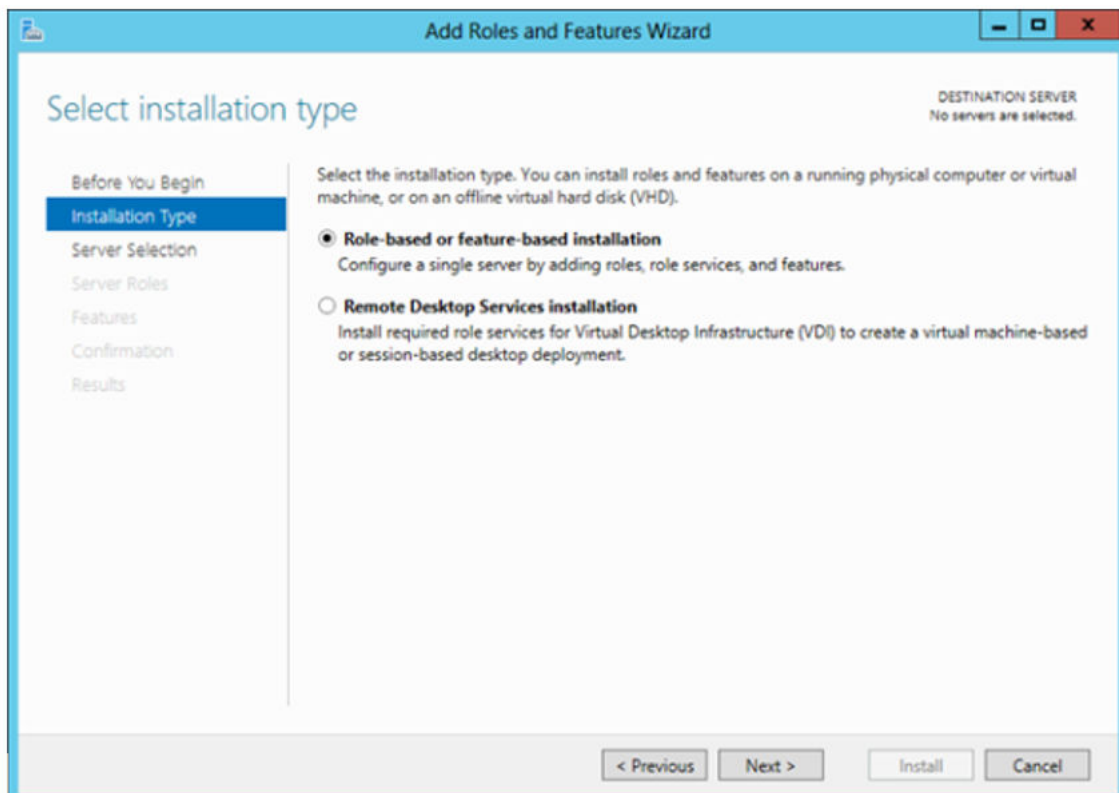 Add Roles and Features Wizard
Select installation type
DESTINATION SERVER
No servers are selected.
Before You Begin
Installation Type
Server Selection
Server Roles
Features
Confirmation
Results
Select the installation type. You can install roles and features on a running physical computer or virtual
machine, or on an offline virtual hard disk (VHD).
Role-based or feature-based installation
Configure a single server by adding roles, role services, and features.
Remote Desktop Services installation
Install required role services for Virtual Desktop Infrastructure (VDI) to create a virtual machine-based
or session-based desktop deployment.
< Previous
Next >
Install
Cancel